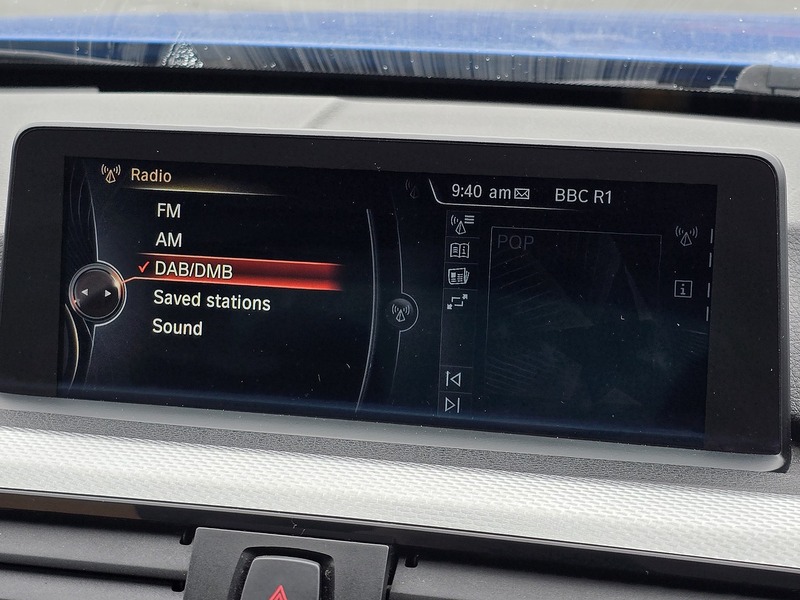 Radio
FM
AM
DAB/DMB
Saved stations
Sound
9:40 am
BBC R1
POP